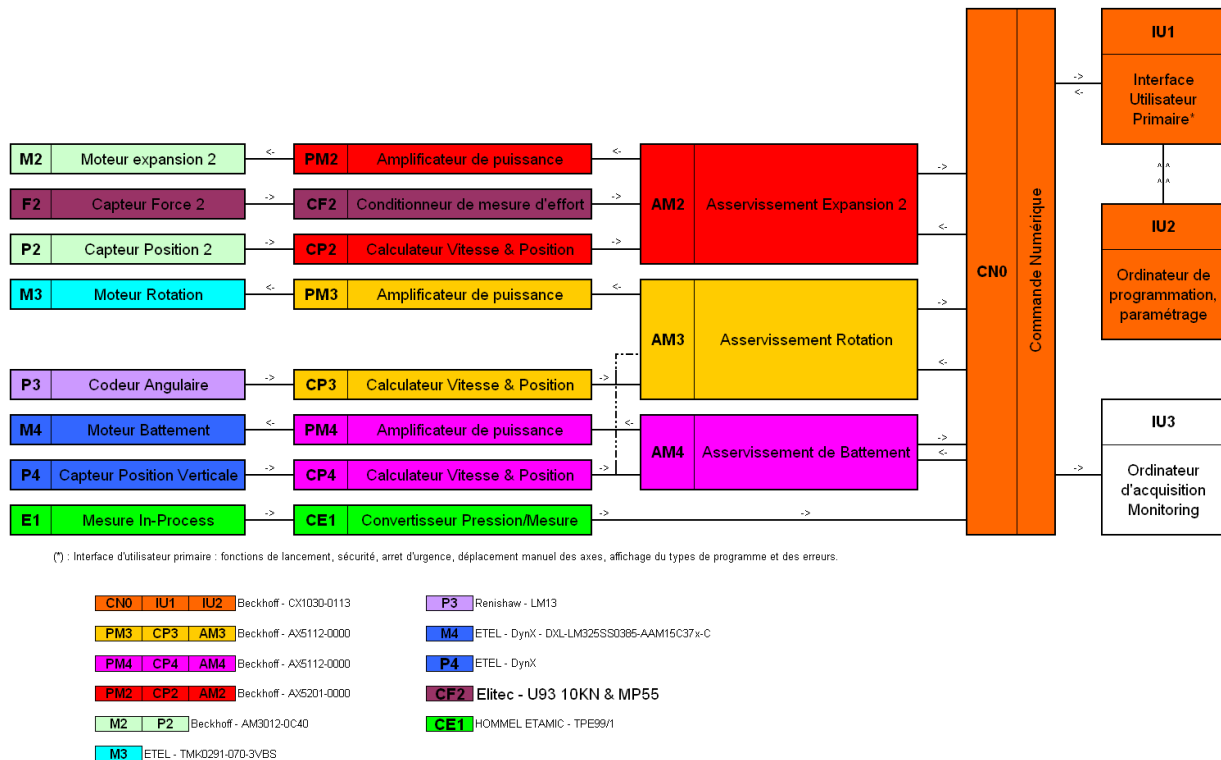 IU1
Interface
Utilisateur
Primaire*
->
<-
^ ^
^ ^
IU2
Ordinateur de
programmation,
paramétrage
IU3
Ordinateur
d'acquisition
Monitoring
->
CN0
Commande Numérique
M2 Moteur expansion 2 <- PM2 Amplificateur de puissance <-
F2 Capteur Force 2 -> CF2 Conditionneur de mesure d'effort ->
P2 Capteur Position 2 -> CP2 Calculateur Vitesse & Position ->
AM2 Asservissement Expansion 2
->
<-
M3 Moteur Rotation <- PM3 Amplificateur de puissance <-
AM3 Asservissement Rotation
->
<-
P3 Codeur Angulaire -> CP3 Calculateur Vitesse & Position ->
M4 Moteur Battement <- PM4 Amplificateur de puissance <-
AM4 Asservissement de Battement
->
<-
P4 Capteur Position Verticale -> CP4 Calculateur Vitesse & Position ->
E1 Mesure In-Process -> CE1 Convertisseur Pression/Mesure -> ->
(*) : Interface d'utilisateur primaire : fonctions de lancement, sécurité, arret d'urgence, déplacement manuel des axes, affichage du types de programme et des erreurs.
CN0 IU1 IU2 Beckhoff - CX1030-0113
PM3 CP3 AM3 Beckhoff - AX5112-0000
PM4 CP4 AM4 Beckhoff - AX5112-0000
PM2 CP2 AM2 Beckhoff - AX5201-0000
M2 P2 Beckhoff - AM3012-0C40
M3 ETEL - TMK0291-070-3VBS
P3 Renishaw - LM13
M4 ETEL - DynX - DXL-LM325SS0385-AAM15C37x-C
P4 ETEL - DynX
CF2 Elitec - U93 10KN & MP55
CE1 HOMMEL ETAMIC - TPE99/1